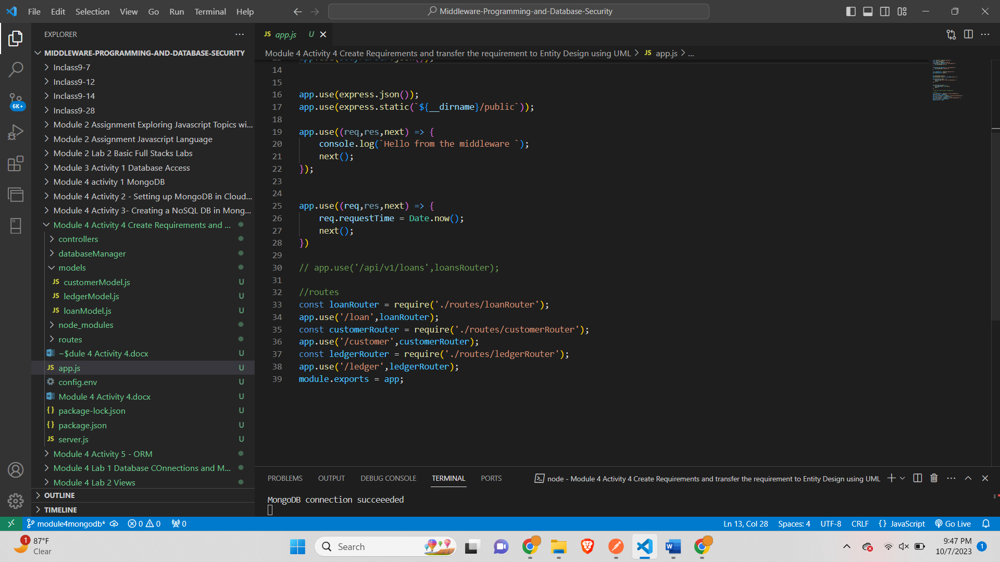 File Edit Selection View Go Run Terminal Help
Middleware-Programming-and-Database-Security
EXPLORER
MIDDLEWARE-PROGRAMMING-AND-DATABASE-SECURITY
Inclass9-7
Inclass9-12
Inclass9-14
Inclass9-28
Module 2 Assignment Exploring Javascript Topics wi...
Module 2 Assignment Javascript Language
Module 2 Lab 2 Basic Full Stacks Labs
Module 3 Activity 1 Database Access
Module 4 activity 1 MongoDB
Module 4 Activity 2 - Setting up MongoDB in Cloud...
Module 4 Activity 3- Creating a NoSQL DB in Mong...
Module 4 Activity 4 Create Requirements and ...
controllers
databaseManager
models
JS customerModel.js U
JS ledgerModel.js U
JS loanModel.js U
node_modules
routes
~$dule 4 Activity 4.docx U
JS app.js U
config.env U
Module 4 Activity 4.docx U
{} package-lock.json U
{} package.json U
JS server.js U
Module 4 Activity 5 - ORM
Module 4 Lab 1 Database COnnections and M...
Module 4 Lab 2 Views
OUTLINE
TIMELINE
6K+
JS app.js U
Module 4 Activity 4 Create Requirements and transfer the requirement to Entity Design using UML > JS app.js > ...
14
15
16 app.use(express.json());
17 app.use(express.static(`${__dirname}/public`));
18
19 app.use((req,res,next) => {
20 console.log(`Hello from the middleware `);
21 next();
22 });
23
24
25 app.use((req,res,next) => {
26 req.requestTime = Date.now();
27 next();
28 })
29
30 // app.use('/api/v1/loans',loansRouter);
31
32 //routes
33 const loanRouter = require('./routes/loanRouter');
34 app.use('/loan',loanRouter);
35 const customerRouter = require('./routes/customerRouter');
36 app.use('/customer',customerRouter);
37 const ledgerRouter = require('./routes/ledgerRouter');
38 app.use('/ledger',ledgerRouter);
39 module.exports = app;
PROBLEMS OUTPUT DEBUG CONSOLE TERMINAL PORTS
node - Module 4 Activity 4 Create Requirements and transfer the requirement to Entity Design using UML
MongoDB connection succeeeded
module4mongodb* 0 0 0
Ln 13, Col 28 Spaces: 4 UTF-8 CRLF {} JavaScript Go Live
1 87°F
Clear
Search
9:47 PM
10/7/2023
1